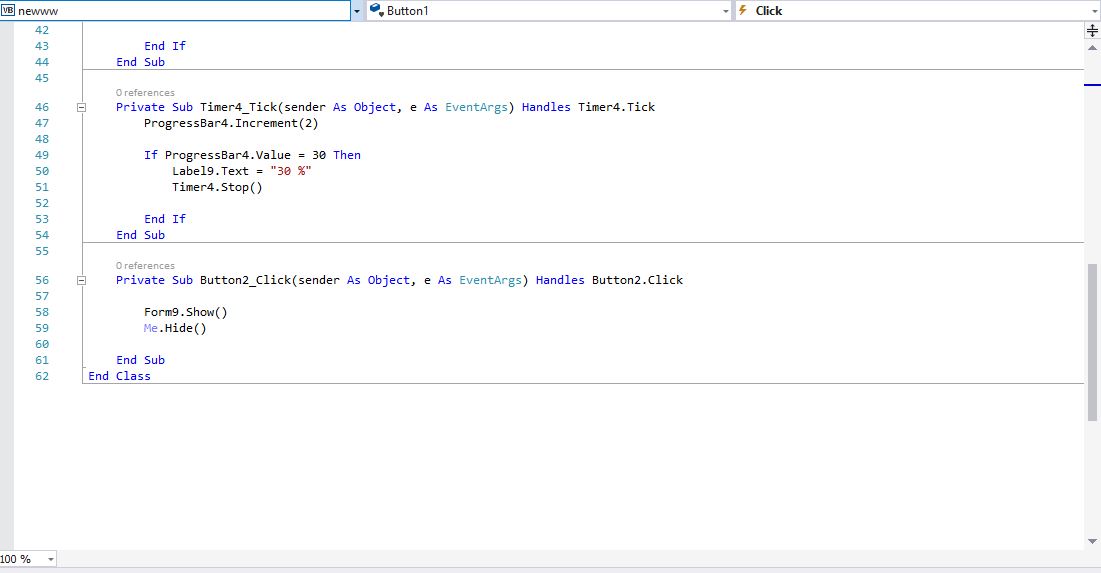 VB newww Button1 Click
42
43 End If
44 End Sub
45
0 references
46 Private Sub Timer4_Tick(sender As Object, e As EventArgs) Handles Timer4.Tick
47 ProgressBar4.Increment(2)
48
49 If ProgressBar4.Value = 30 Then
50 Label9.Text = "30 %"
51 Timer4.Stop()
52
53 End If
54 End Sub
55
0 references
56 Private Sub Button2_Click(sender As Object, e As EventArgs) Handles Button2.Click
57
58 Form9.Show()
59 Me.Hide()
60
61 End Sub
62 End Class
100 %